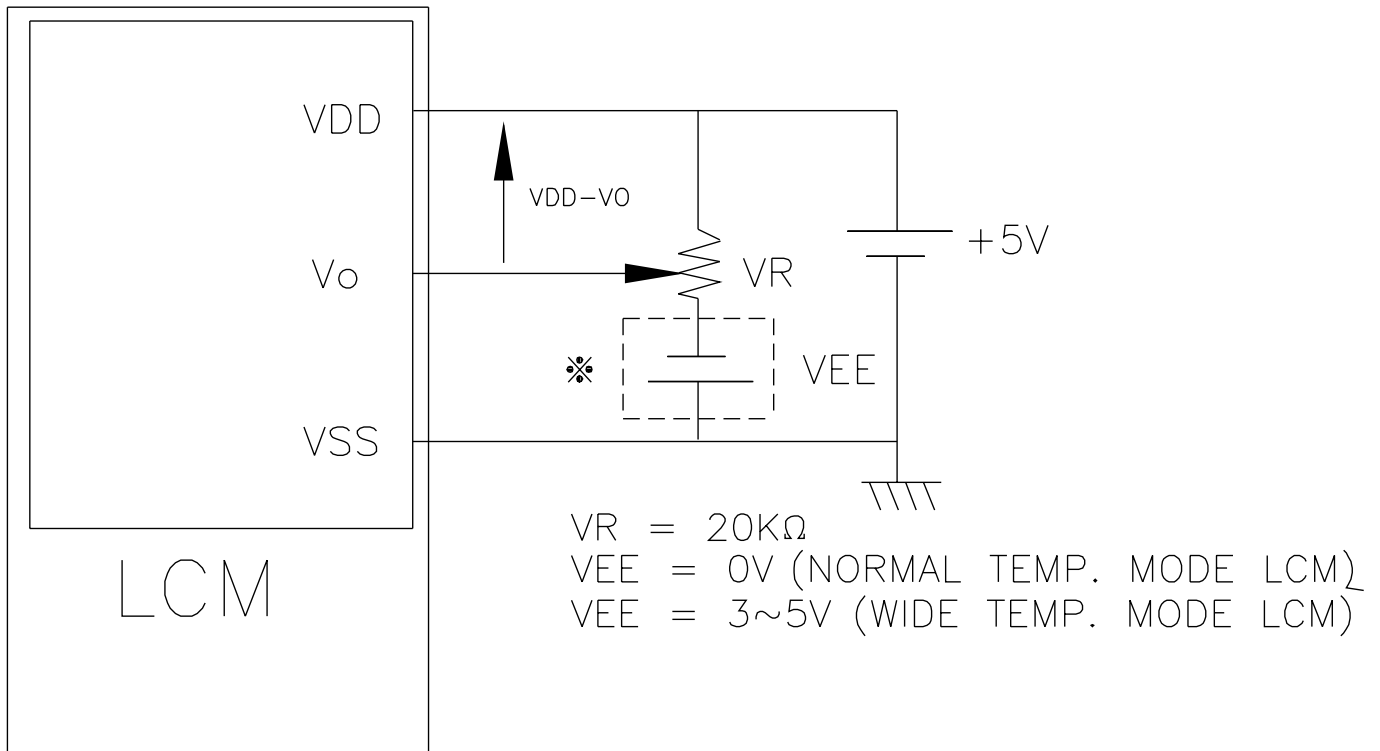 VDD
VDD-VO
+5V
Vo
VR
※
VEE
VSS
VR = 20KΩ
VEE = 0V (NORMAL TEMP. MODE LCM)
VEE = 3~5V (WIDE TEMP. MODE LCM)
LCM